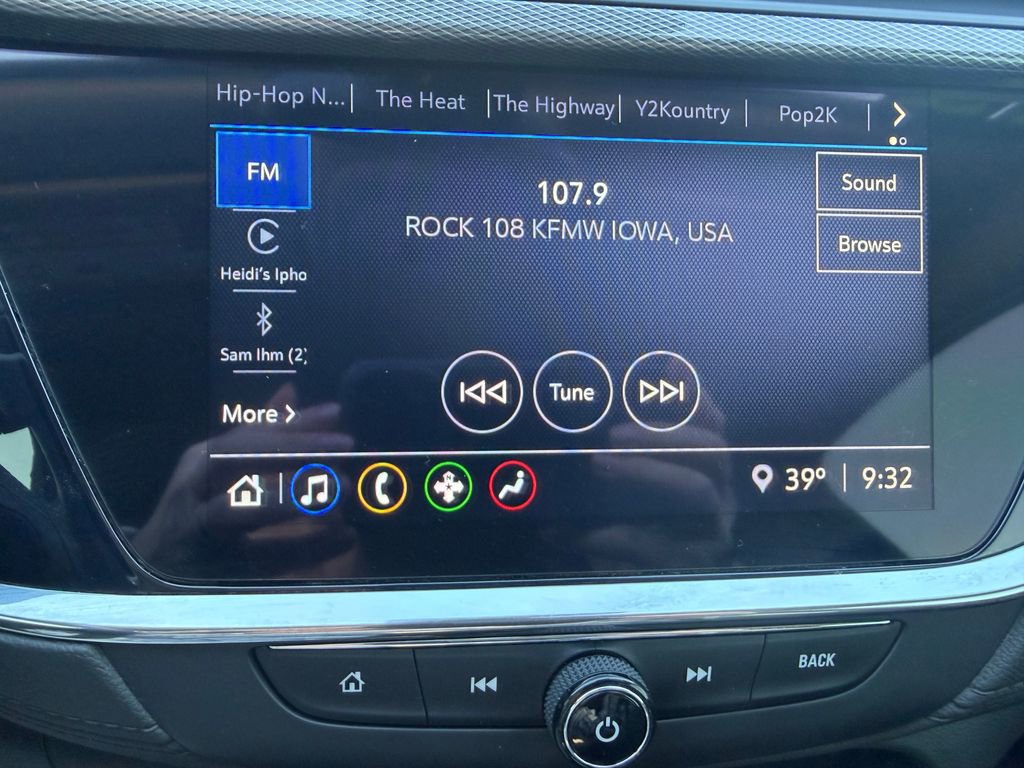 Hip-Hop N...
The Heat
The Highway
Y2Kountry
Pop2K
FM
107.9
Sound
ROCK 108 KFMW IOWA, USA
Browse
Heidi's Ipho
Sam Ihm (2)
Tune
More
39°
9:32
BACK